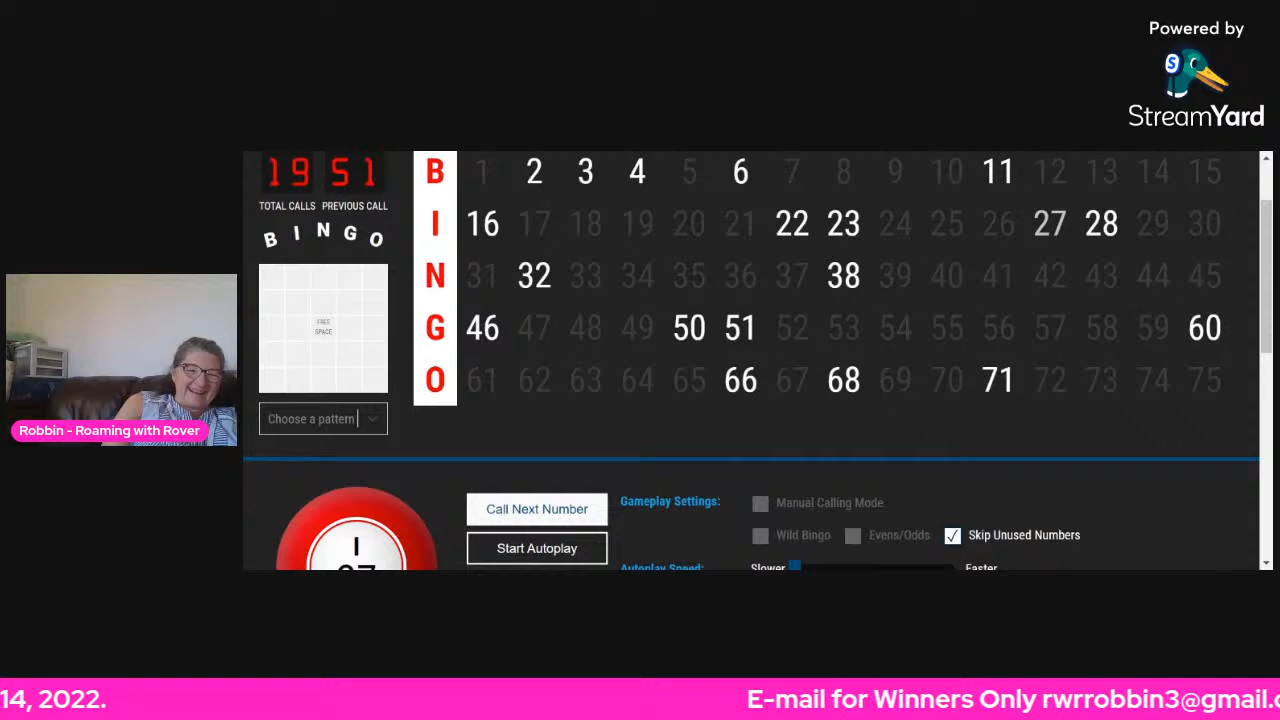 Powered by
StreamYard
19 51
TOTAL CALLS PREVIOUS CALL
B I N G O
FREE
SPACE
Choose a pattern
B 1 2 3 4 5 6 7 8 9 10 11 12 13 14 15
I 16 17 18 19 20 21 22 23 24 25 26 27 28 29 30
N 31 32 33 34 35 36 37 38 39 40 41 42 43 44 45
G 46 47 48 49 50 51 52 53 54 55 56 57 58 59 60
O 61 62 63 64 65 66 67 68 69 70 71 72 73 74 75
Robbin - Roaming with Rover
I
Call Next Number
Start Autoplay
Gameplay Settings:
Manual Calling Mode
Wild Bingo Evens/Odds Skip Unused Numbers
Autoplay Speed: Slower Faster
14, 2022. E-mail for Winners Only rwrrobbin3@gmail.